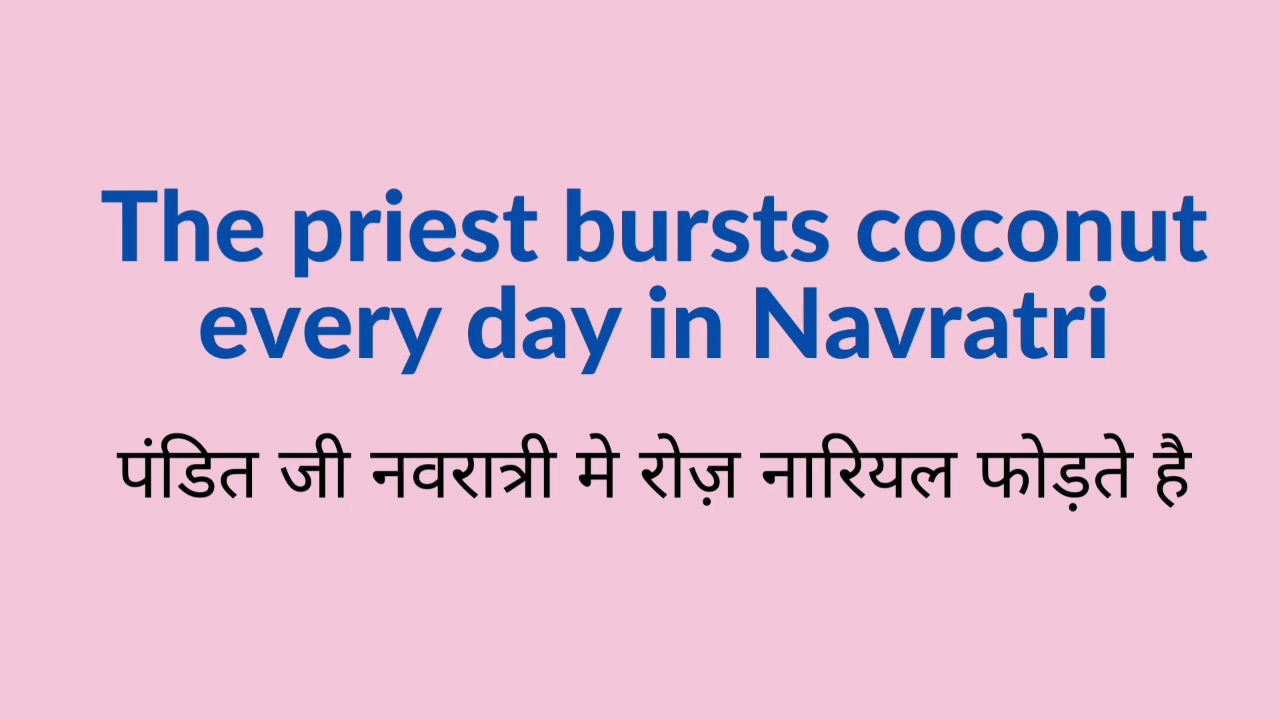 The priest bursts coconut
every day in Navratri
पंडित जी नवरात्री मे रोज़ नारियल फोड़ते है